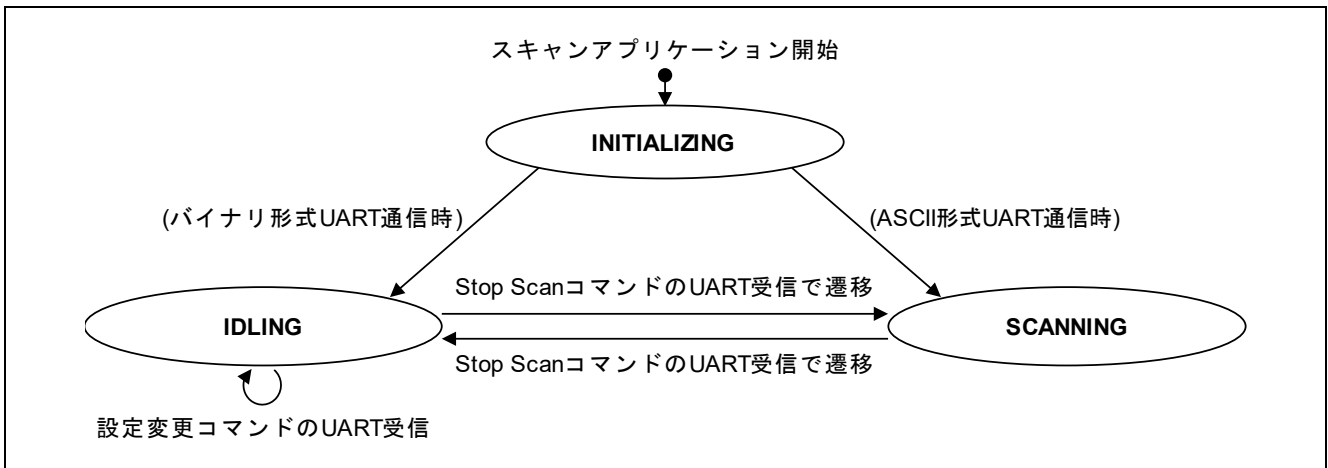 スキャンアプリケーション開始
INITIALIZING
(バイナリ形式UART通信時)
(ASCII形式UART通信時)
Stop ScanコマンドのUART受信で遷移
IDLING
SCANNING
Stop ScanコマンドのUART受信で遷移
設定変更コマンドのUART受信